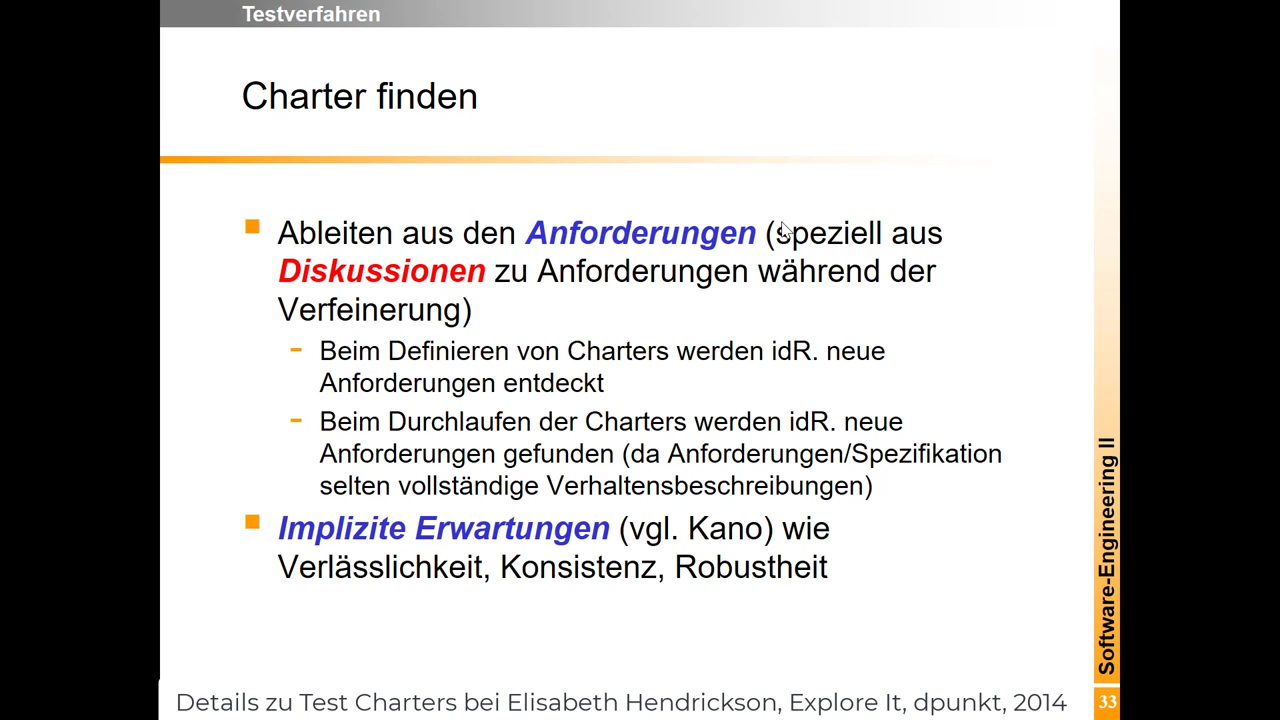 Testverfahren
Charter finden
Ableiten aus den Anforderungen (speziell aus
Diskussionen zu Anforderungen während der
Verfeinerung)
- Beim Definieren von Charters werden idR. neue
Anforderungen entdeckt
- Beim Durchlaufen der Charters werden idR. neue
Anforderungen gefunden (da Anforderungen/Spezifikation
selten vollständige Verhaltensbeschreibungen)
Implizite Erwartungen (vgl. Kano) wie
Verlässlichkeit, Konsistenz, Robustheit
Software-Engineering II
Details zu Test Charters bei Elisabeth Hendrickson, Explore It, dpunkt, 2014
33